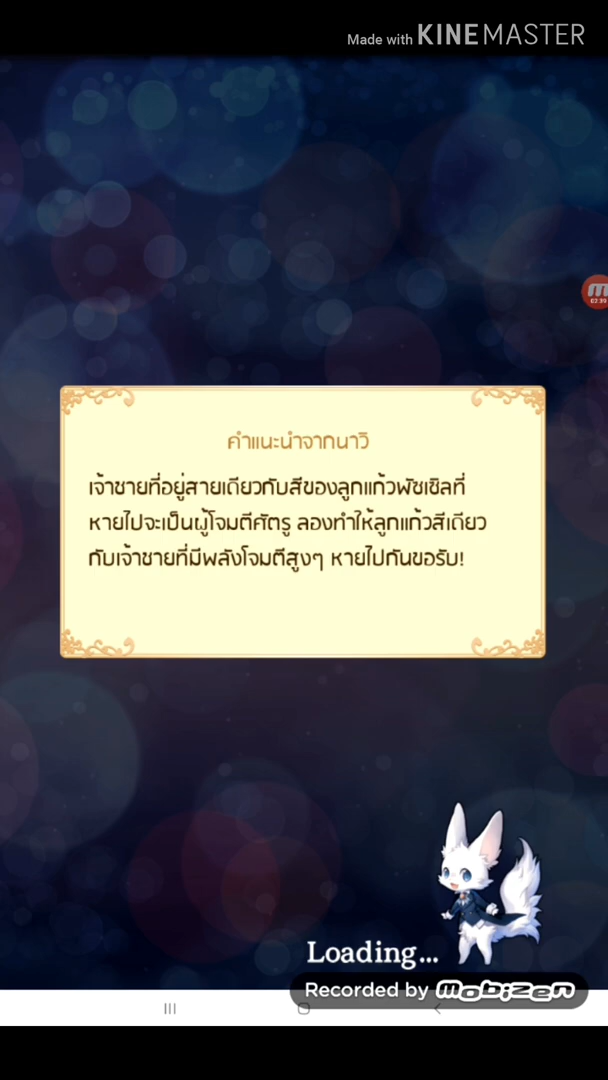 Made with KINEMASTER
02:39
คำแนะนำจากนาวิ
เจ้าชายที่อยู่สายเดียวกับสีของลูกแก้วพัซเซิลที่
หายไปจะเป็นผู้โจมตีศัตรู ลองทำให้ลูกแก้วสีเดียว
กับเจ้าชายที่มีพลังโจมตีสูงๆ หายไปกันขอรับ!
Loading...
Recorded by mobizen